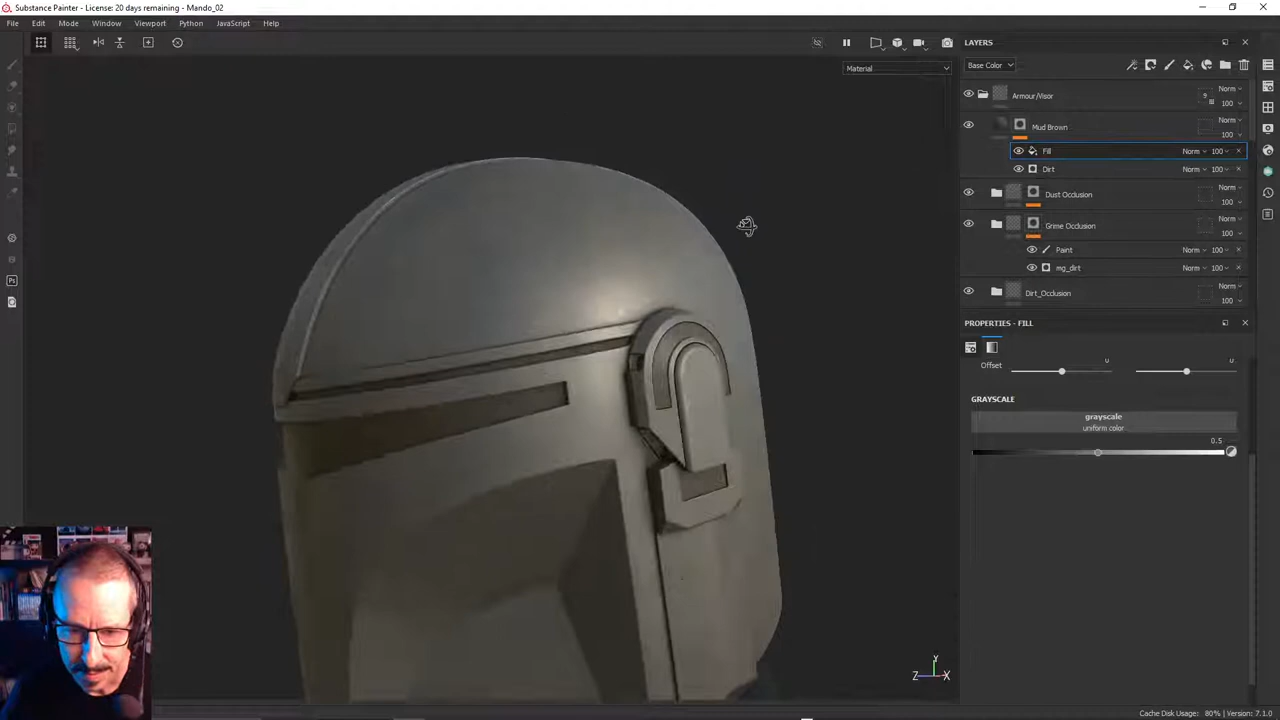 Substance Painter - License: 20 days remaining - Mando_02
File Edit Mode Window Viewport Python JavaScript Help
Material
LAYERS
Base Color
Armour/Visor
9
Norm
100
Mud Brown
Norm
100
Fill
Norm 100
Dirt
Norm 100
Dust Occlusion
Norm
100
Grime Occlusion
Norm
100
Paint
Norm 100
mg_dirt
Norm 100
Dirt_Occlusion
Norm
100
PROPERTIES - FILL
Offset
GRAYSCALE
grayscale
uniform color
0.5
Ps
Y
Z X
Cache Disk Usage: 80% | Version: 7.1.0